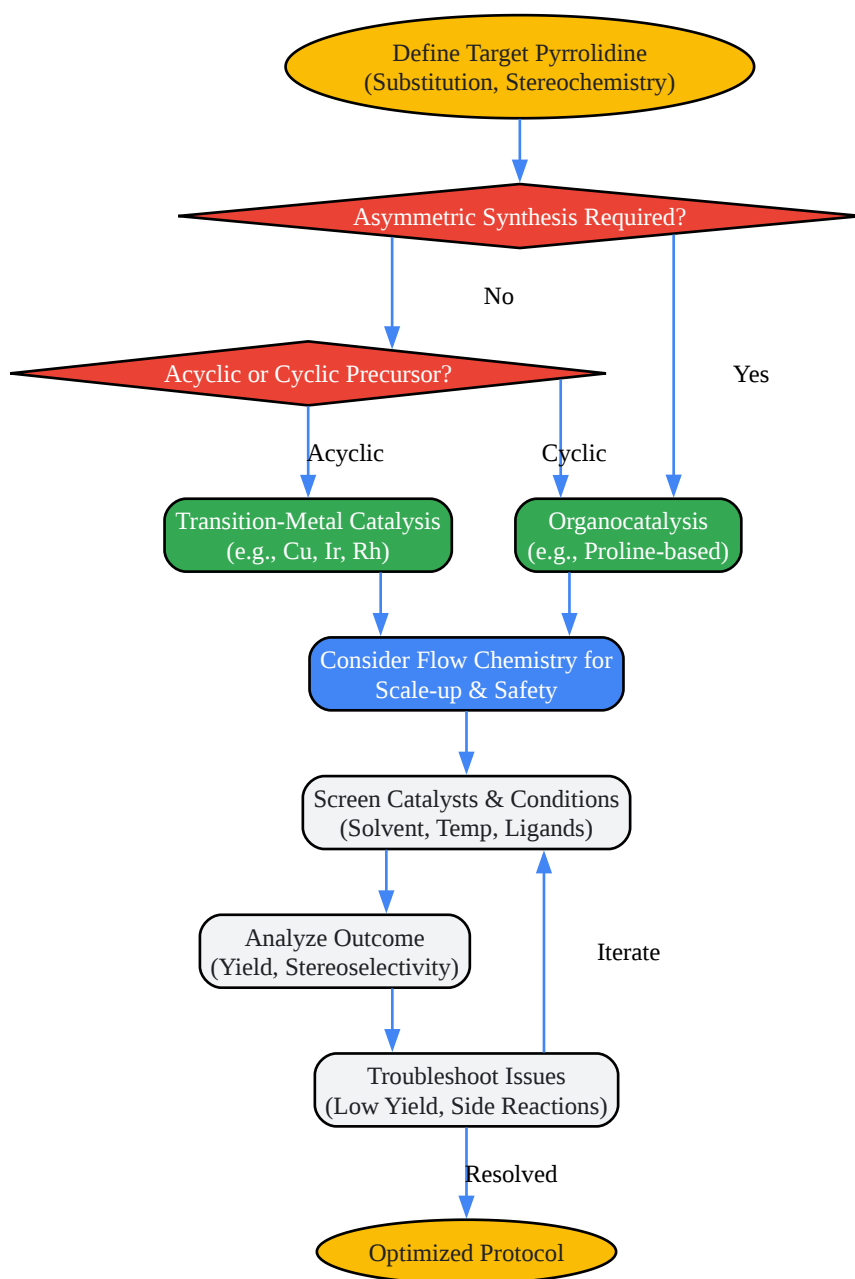 Define Target Pyrrolidine
(Substitution, Stereochemistry)
Asymmetric Synthesis Required?
No
Yes
Acyclic or Cyclic Precursor?
Acyclic
Cyclic
Transition-Metal Catalysis
(e.g., Cu, Ir, Rh)
Organocatalysis
(e.g., Proline-based)
Consider Flow Chemistry for
Scale-up & Safety
Screen Catalysts & Conditions
(Solvent, Temp, Ligands)
Analyze Outcome
(Yield, Stereoselectivity)
Iterate
Troubleshoot Issues
(Low Yield, Side Reactions)
Resolved
Optimized Protocol